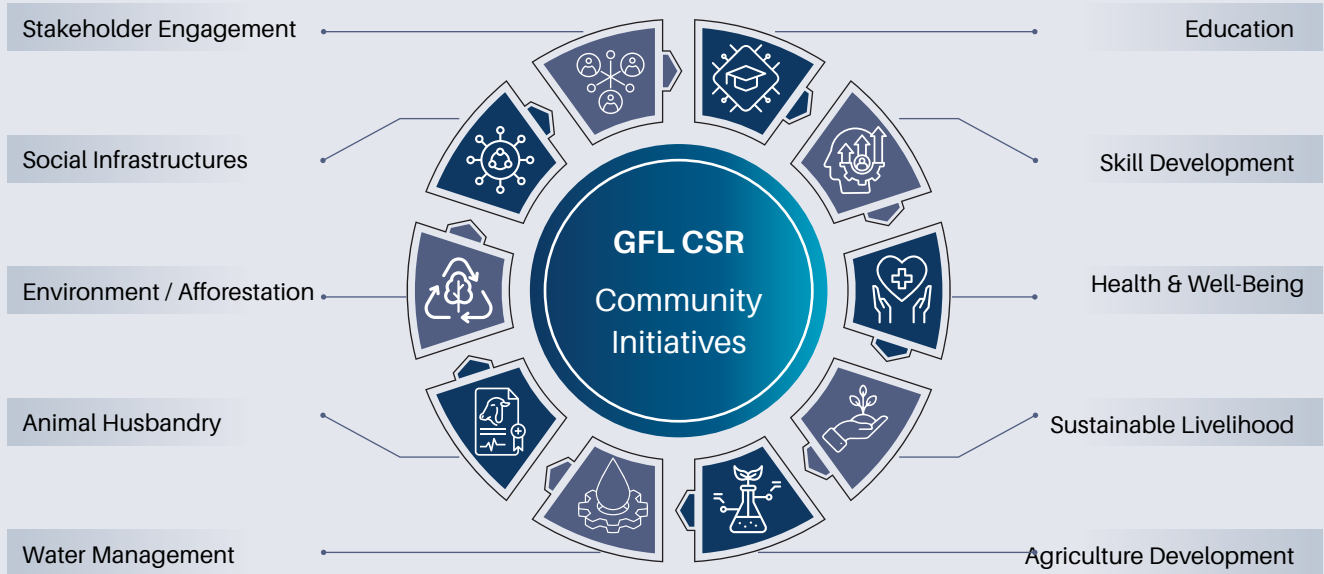 Stakeholder Engagement
Social Infrastructures
Environment / Afforestation
Animal Husbandry
Water Management
GFL CSR
Community
Initiatives
Education
Skill Development
Health & Well-Being
Sustainable Livelihood
Agriculture Development